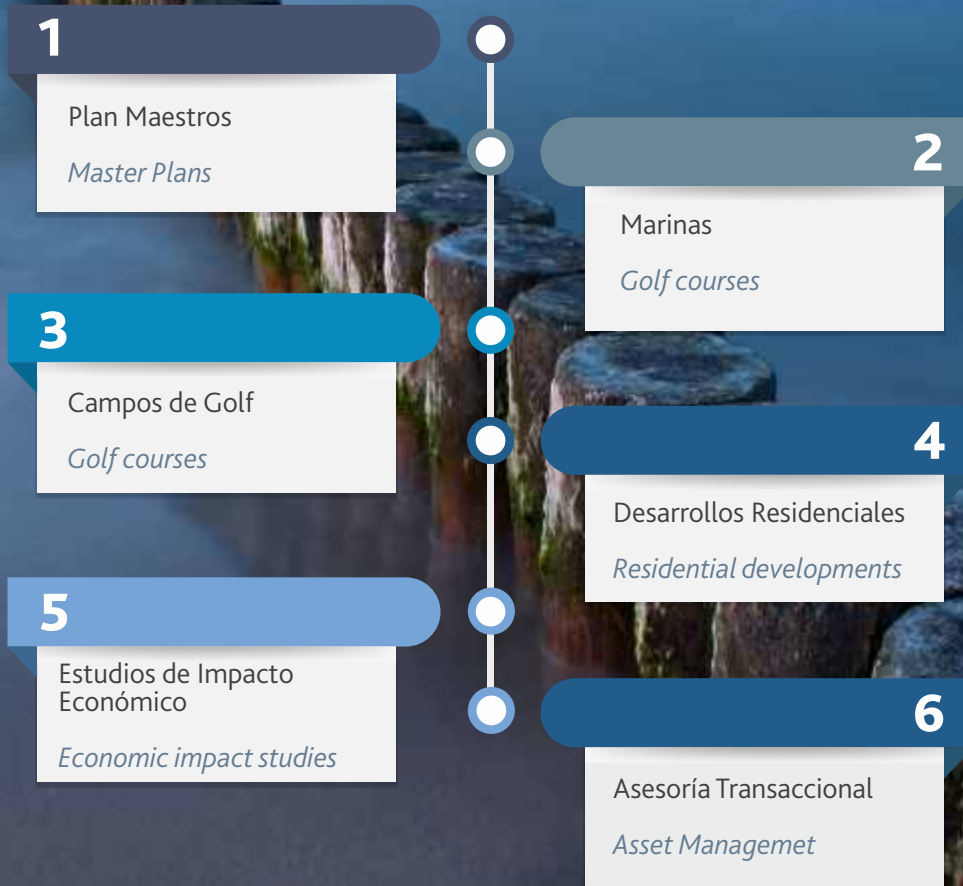 1
Plan Maestros
Master Plans
2
Marinas
Golf courses
3
Campos de Golf
Golf courses
4
Desarrollos Residenciales
Residential developments
5
Estudios de Impacto
Económico
Economic impact studies
6
Asesoría Transaccional
Asset Managemet